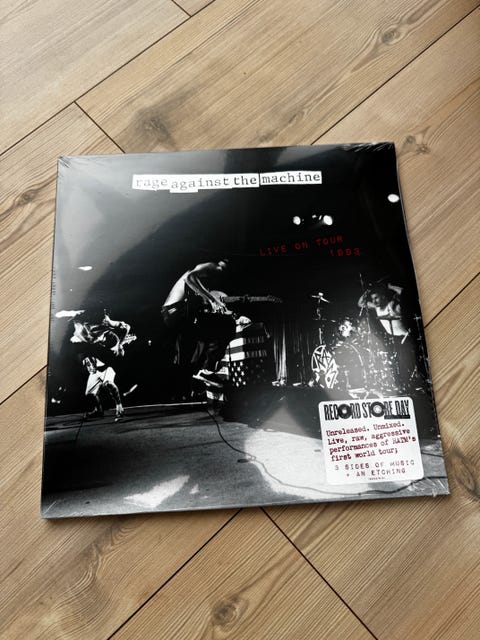 rage against the machine
LIVE ON TOUR
1993
RECORD STORE DAY
Unreleased. Unmixed.
Live, raw, aggressive
performances of RATM's
first world tour;
3 SIDES OF MUSIC
+ AN ETCHING